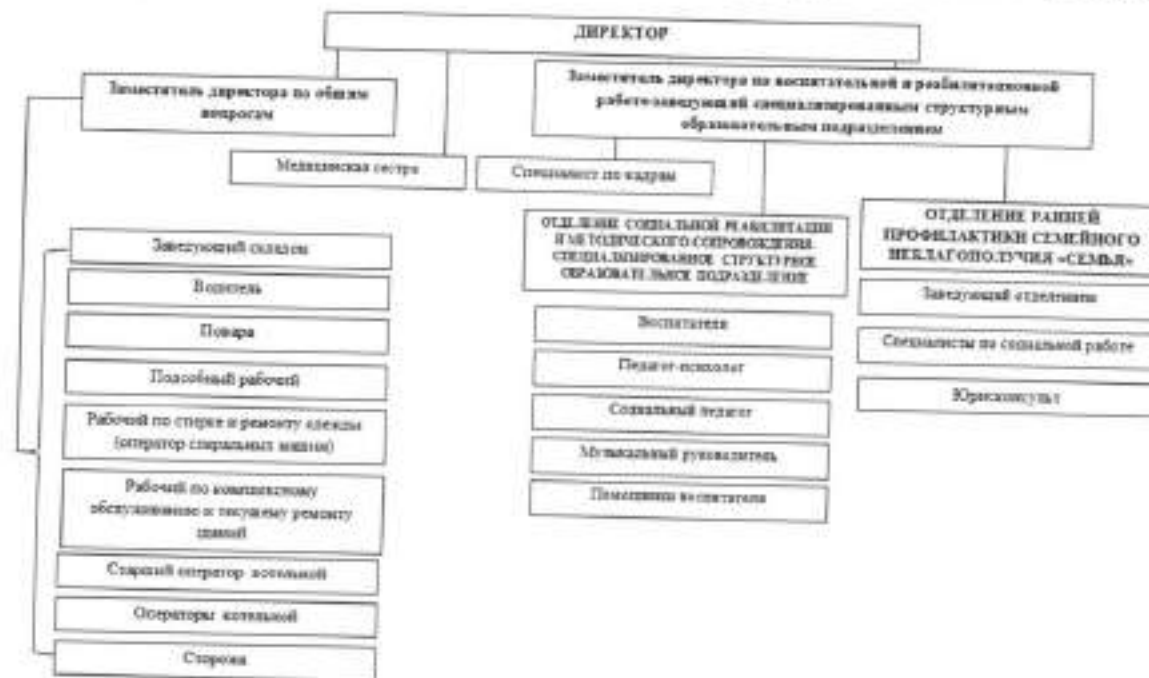 ДИРЕКТОР
Заместитель директора по общим
вопросам
Заместитель директора по воспитательной и реабилитационной
работе-заведующий специализированным структурным
образовательным подразделением
Медицинская сестра
Специалист по кадрам
ОТДЕЛЕНИЕ СОЦИАЛЬНОЙ РЕАБИЛИТАЦИИ
И МЕТОДИЧЕСКОГО СОПРОВОЖДЕНИЯ-
СПЕЦИАЛИЗИРОВАННОЕ СТРУКТУРНОЕ
ОБРАЗОВАТЕЛЬНОЕ ПОДРАЗДЕЛЕНИЕ
ОТДЕЛЕНИЕ РАННЕЙ
ПРОФИЛАКТИКИ СЕМЕЙНОГО
НЕБЛАГОПОЛУЧИЯ «СЕМЬЯ»
Заведующий складом
Водитель
Повара
Подсобный рабочий
Рабочий по стирке и ремонту одежды
(оператор стиральных машин)
Рабочий по комплексному
обслуживанию и текущему ремонту
зданий
Старший оператор котельной
Операторы котельной
Сторожа
Воспитатели
Педагог-психолог
Социальный педагог
Музыкальный руководитель
Помощники воспитателя
Заведующий отделением
Специалисты по социальной работе
Юрисконсульт